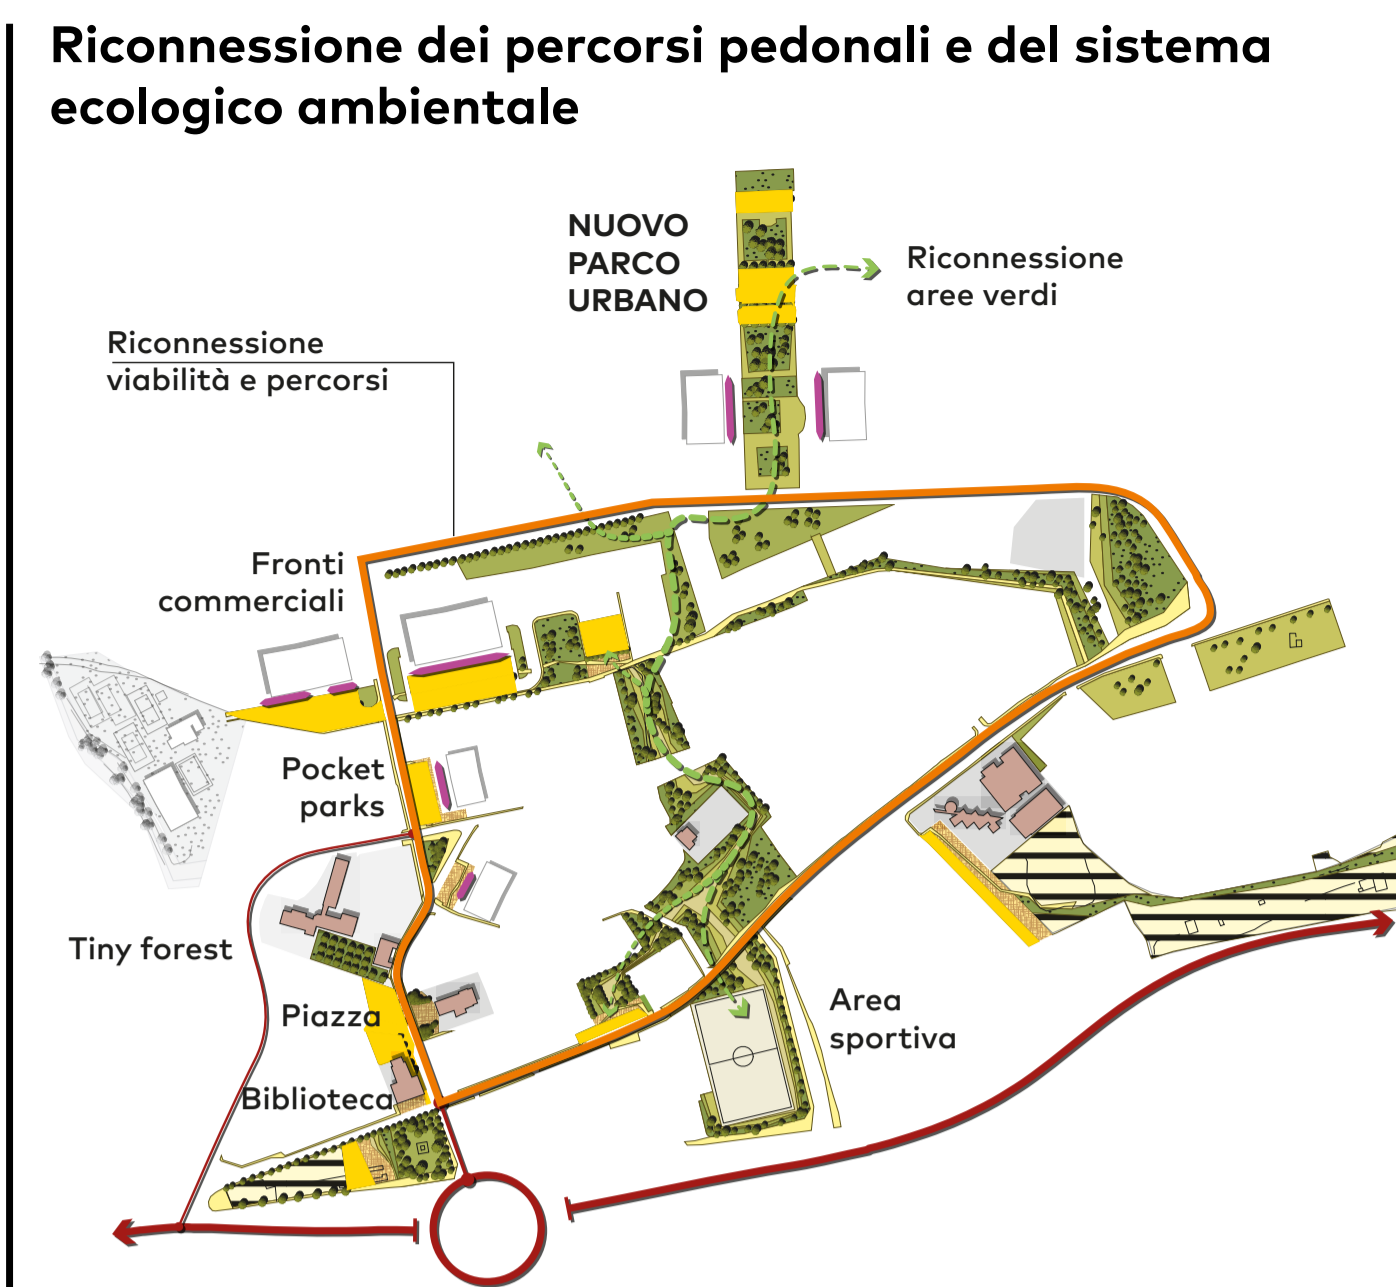 Riconnessione dei percorsi pedonali e del sistema
ecologico ambientale
NUOVO
PARCO
URBANO
Riconnessione
aree verdi
Riconnessione
viabilità e percorsi
Fronti
commerciali
Pocket
parks
Tiny forest
Piazza
Area
sportiva
Biblioteca